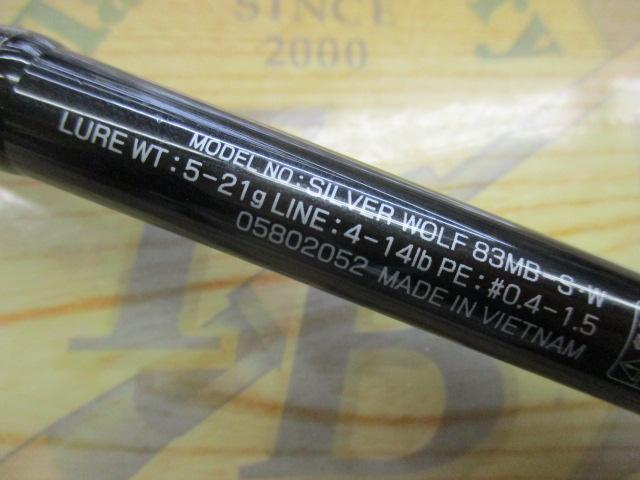 SINCE
2000
MODEL NO : SILVER WOLF 83MB-S・W
LURE WT : 5-21g LINE : 4-14lb PE : #0.4-1.5
05802052 MADE IN VIETNAM